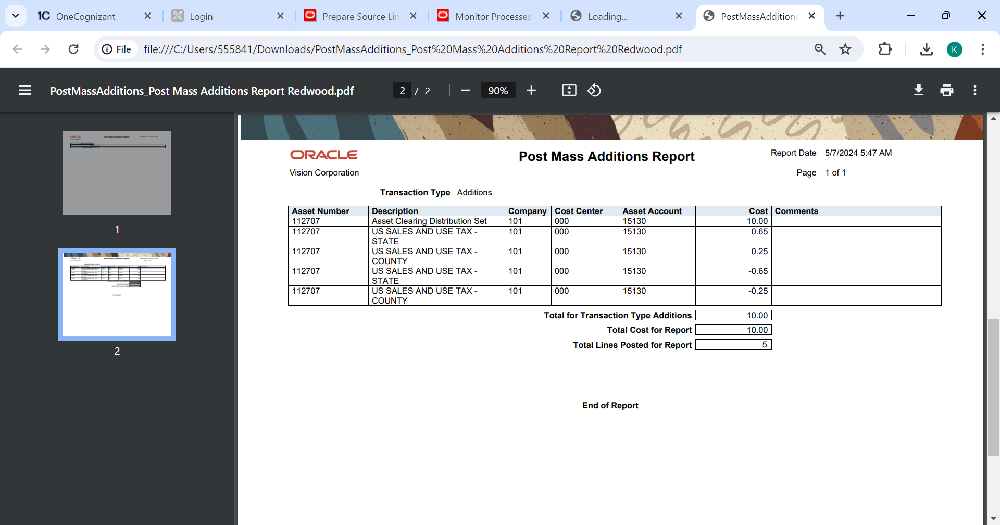 OneCognizant
Login
Prepare Source Lin
Monitor Processes
Loading...
PostMassAdditions
File
file:///C:/Users/555841/Downloads/PostMassAdditions_Post%20Mass%20Additions%20Report%20Redwood.pdf
K
PostMassAdditions_Post Mass Additions Report Redwood.pdf
2 / 2
90%
1
2
ORACLE
Post Mass Additions Report
Report Date 5/7/2024 5:47 AM
Vision Corporation
Page 1 of 1
Transaction Type Additions
Asset Number Description Company Cost Center Asset Account Cost Comments
112707 Asset Clearing Distribution Set 101 000 15130 10.00
112707 US SALES AND USE TAX - 101 000 15130 0.65
STATE
112707 US SALES AND USE TAX - 101 000 15130 0.25
COUNTY
112707 US SALES AND USE TAX - 101 000 15130 -0.65
STATE
112707 US SALES AND USE TAX - 101 000 15130 -0.25
COUNTY
Total for Transaction Type Additions 10.00
Total Cost for Report 10.00
Total Lines Posted for Report 5
End of Report